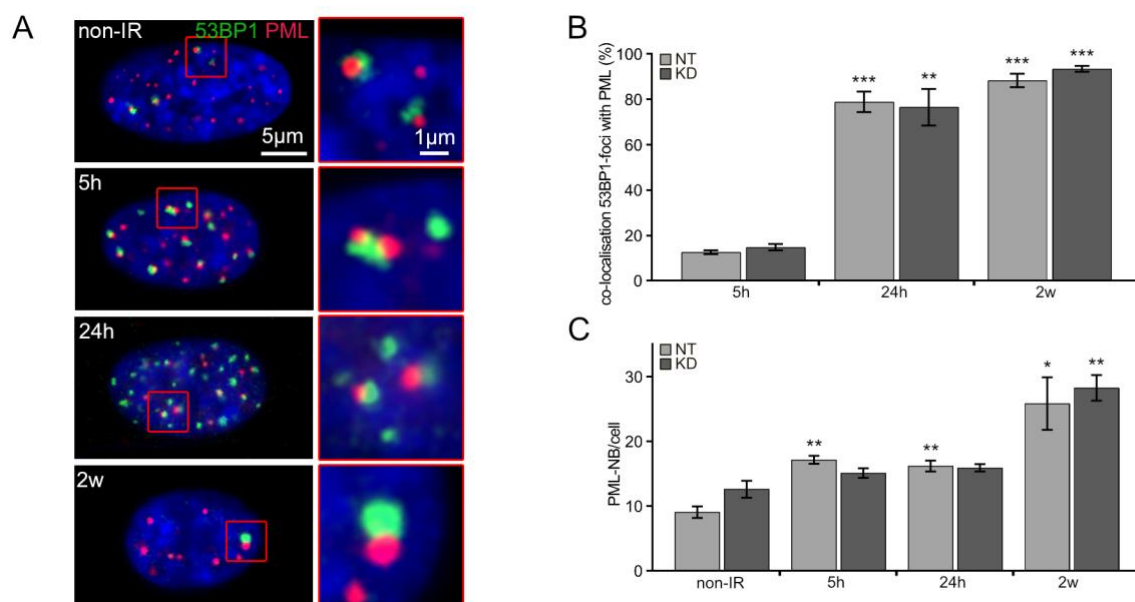 A
non-IR
53BP1 PML
5µm
1µm
5h
24h
2w
B
NT
KD
co-localisation 53BP1-foci with PML (%)
100
80
60
40
20
0
***
**
***
***
5h
24h
2w
C
NT
KD
PML-NB/cell
30
20
10
0
**
**
*
**
non-IR
5h
24h
2w